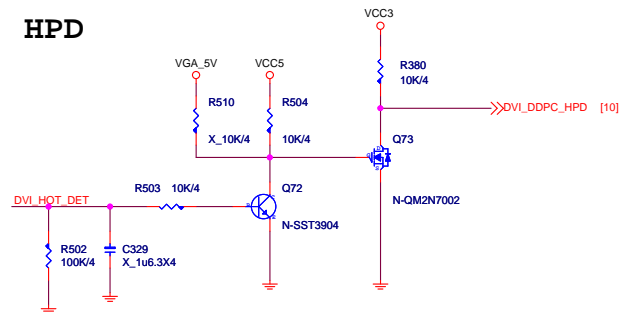 HPD
VCC3
VGA_5V
VCC5
R380
10K/4
R510
R504
DVI_DDPC_HPD [10]
X_10K/4
10K/4
Q73
R503 10K/4
Q72
DVI_HOT_DET
N-QM2N7002
N-SST3904
R502
100K/4
C329
X_1u6.3X4